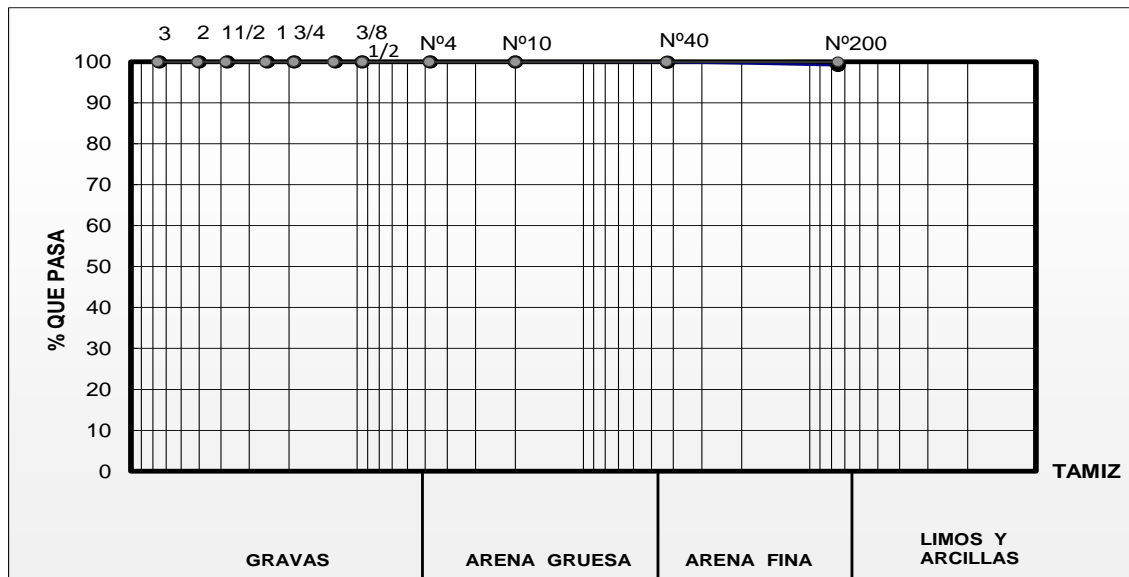 3 2 11/2 1 3/4 3/8
1/2
Nº4 Nº10 Nº40 Nº200
100
90
80
70
60
50
40
30
20
10
0
% QUE PASA
TAMIZ
GRAVAS
ARENA GRUESA
ARENA FINA
LIMOS Y
ARCILLAS